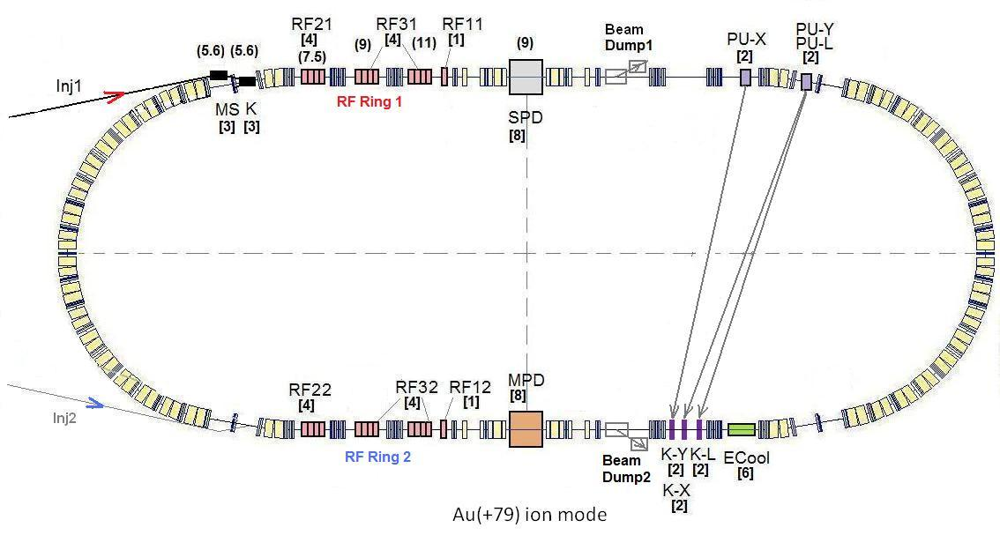 RF21
[4]
(7.5)
RF31
[4]
(9)
(11)
RF11
[1]
(5.6) (5.6)
(9)
Beam
Dump1
PU-X
[2]
PU-Y
PU-L
[2]
Inj1
MS K
[3] [3]
RF Ring 1
SPD
[8]
RF22
[4]
RF32
[4]
RF12
[1]
MPD
[8]
Inj2
RF Ring 2
Beam
Dump2
K-Y K-L
[2] [2]
K-X
[2]
ECool
[6]
Au(+79) ion mode